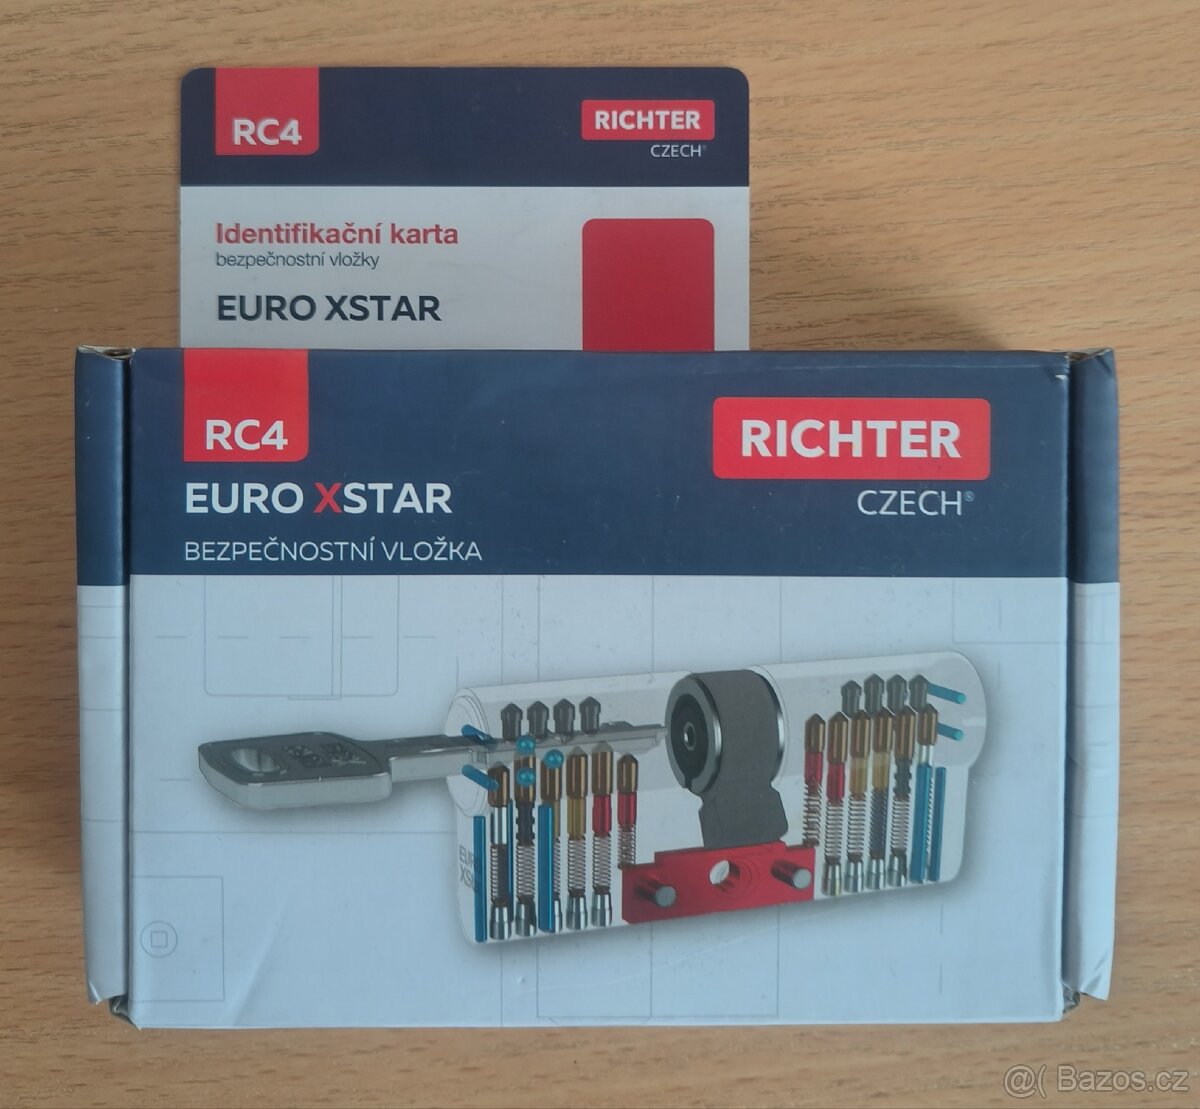 RC4
RICHTER
CZECH®
Identifikační karta
bezpečnostní vložky
EURO XSTAR
RC4
RICHTER
EURO XSTAR
CZECH®
BEZPEČNOSTNÍ VLOŽKA
@( Bazos.cz